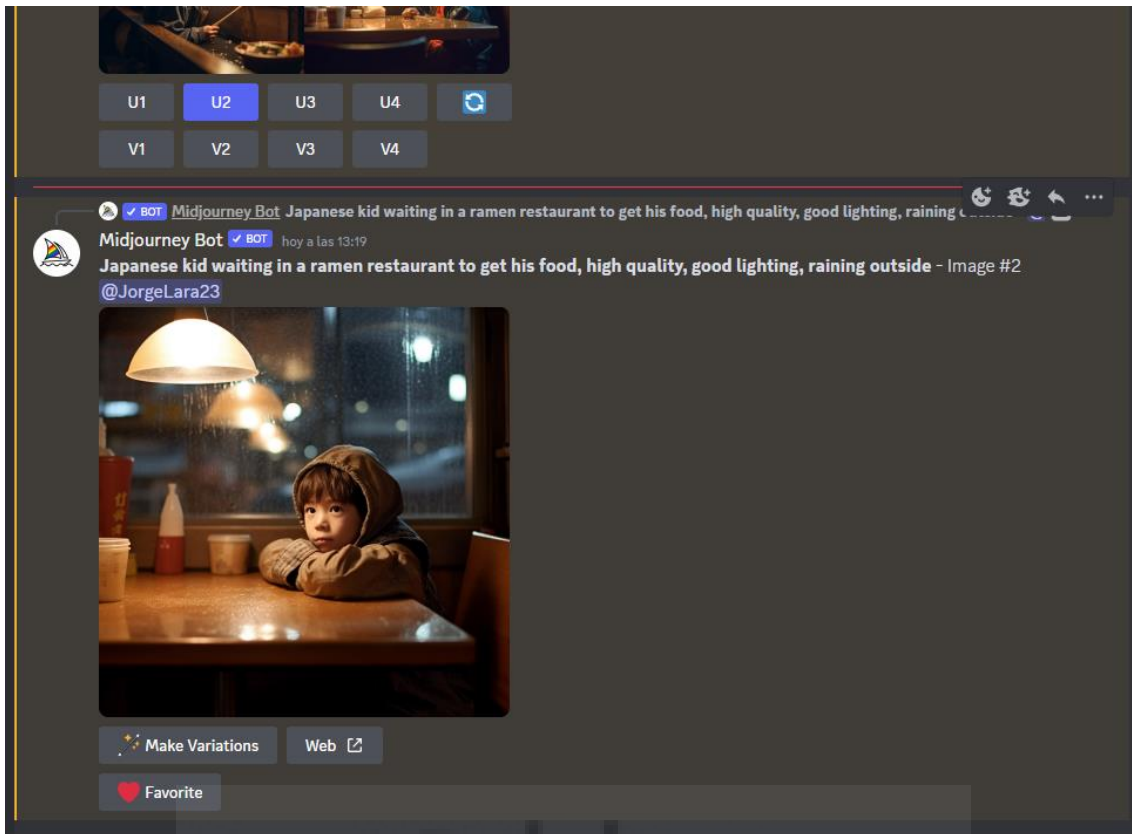 U1 U2 U3 U4
V1 V2 V3 V4
BOT Midjourney Bot Japanese kid waiting in a ramen restaurant to get his food, high quality, good lighting, raining
Midjourney Bot BOT hoy a las 13:19
Japanese kid waiting in a ramen restaurant to get his food, high quality, good lighting, raining outside - Image #2
@JorgeLara23
Make Variations Web
Favorite